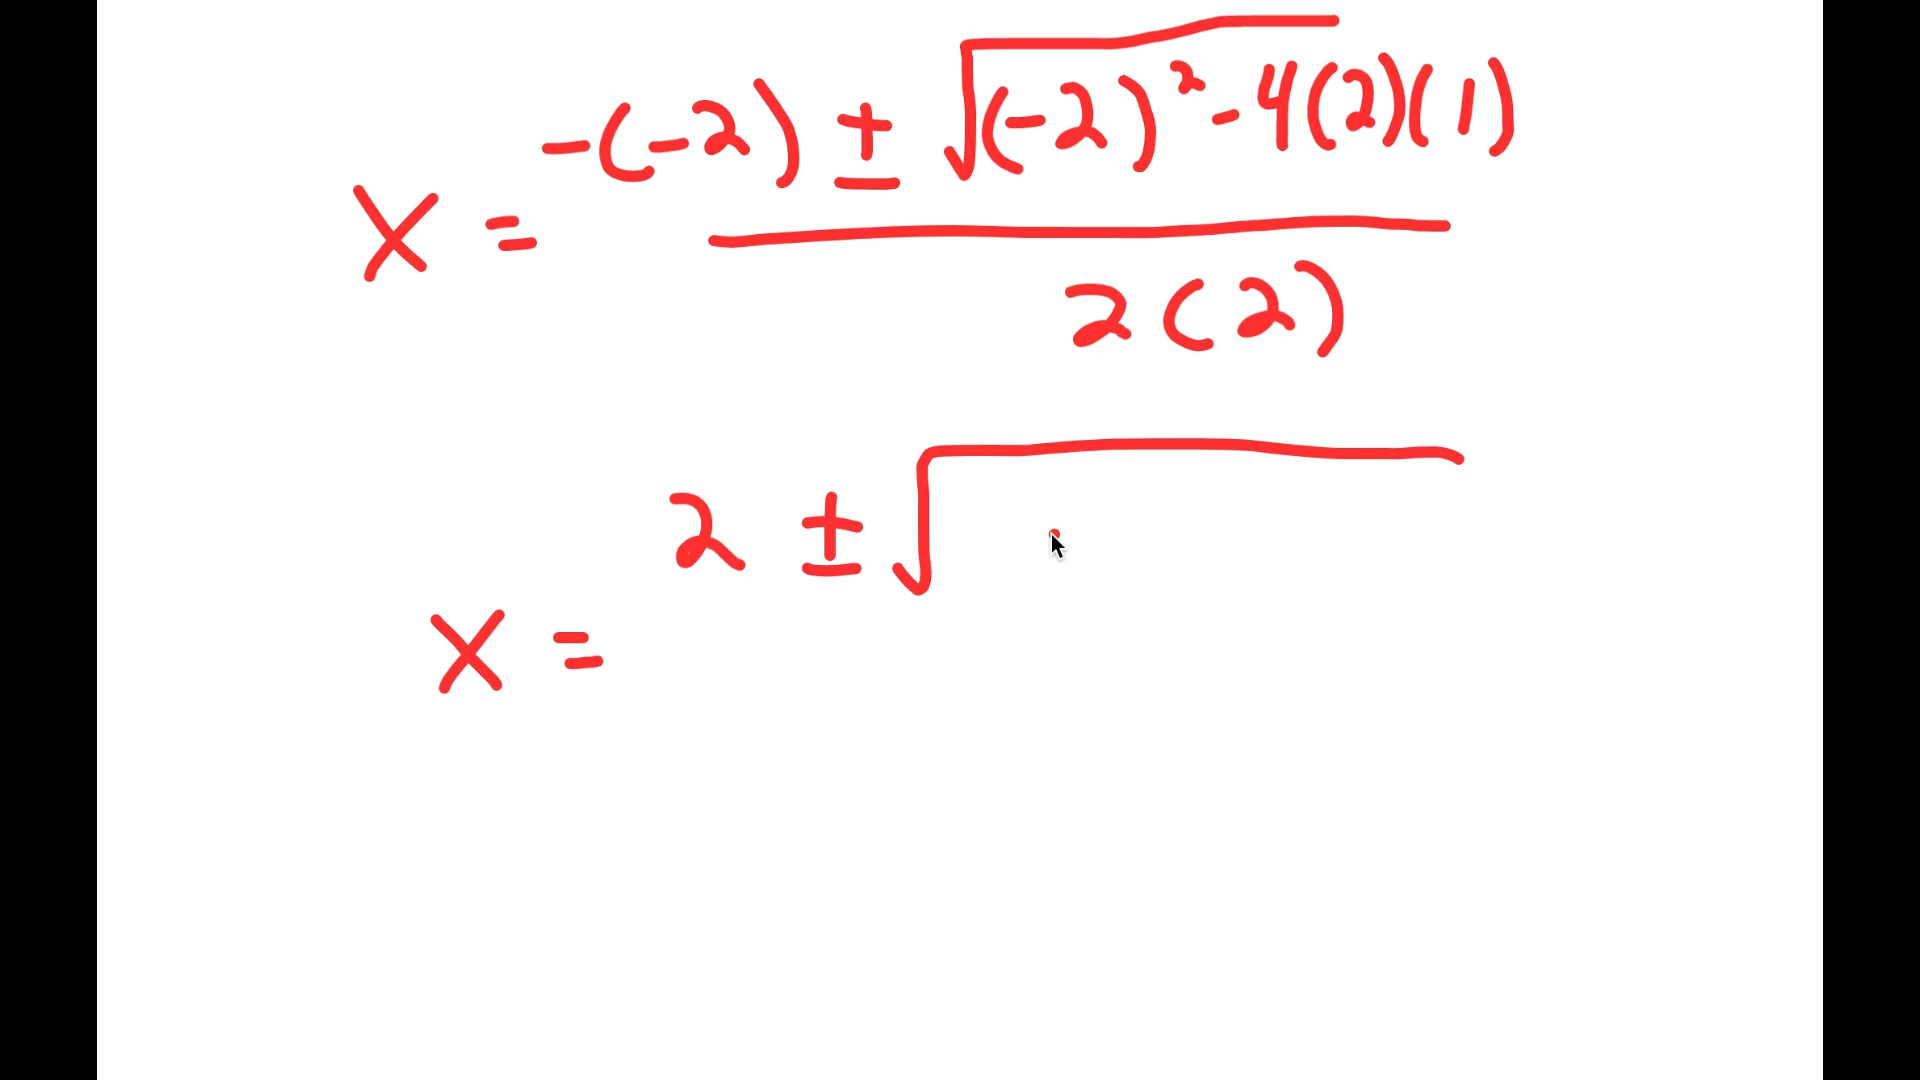 x = -(-2) ± √(-2)² - 4(2)(1)
2(2)
x = 2 ± √